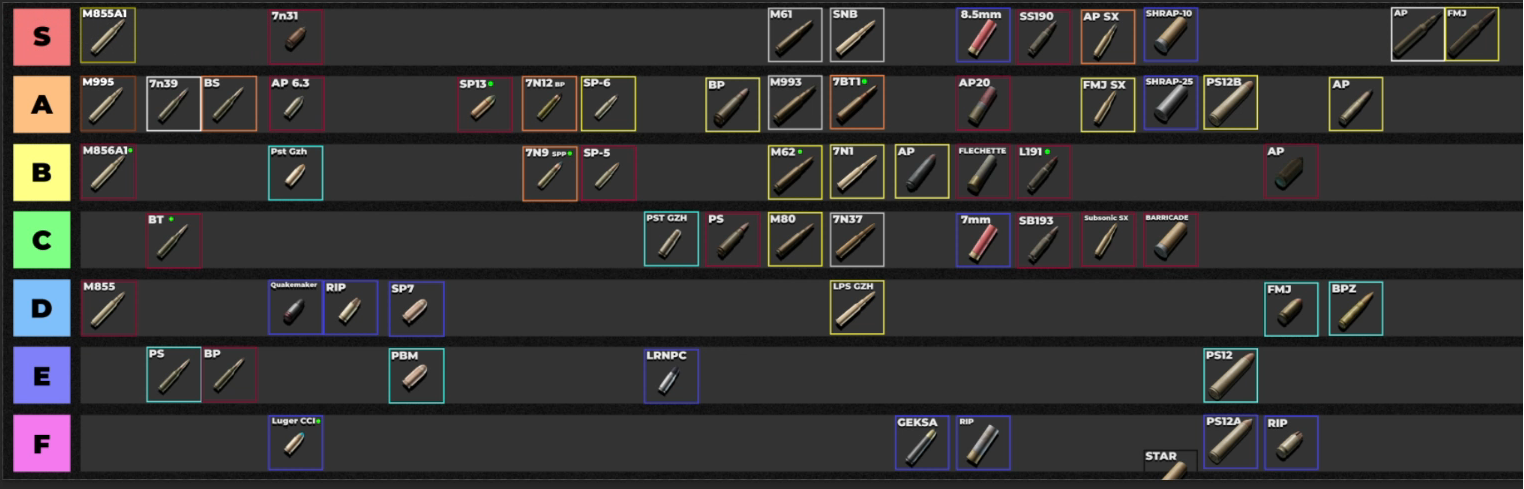 S M855A1 7n31 M61 SNB 8.5mm SS190 AP SX SHRAP-10 AP FMJ
A M995 7n39 BS AP 6.3 SP13 7N12 BP SP-6 BP M993 7BT1 AP20 FMJ SX SHRAP-25 PS12B AP
B M856A1 Pst Gzh 7N9 SPP SP-5 M62 7N1 AP FLECHETTE L191 AP
C BT PST GZH PS M80 7N37 7mm SB193 Subsonic SX BARRICADE
D M855 Quakemaker RIP SP7 LPS GZH FMJ BPZ
E PS BP PBM LRNPC PS12
F Luger CCI GEKSA RIP STAR PS12A RIP